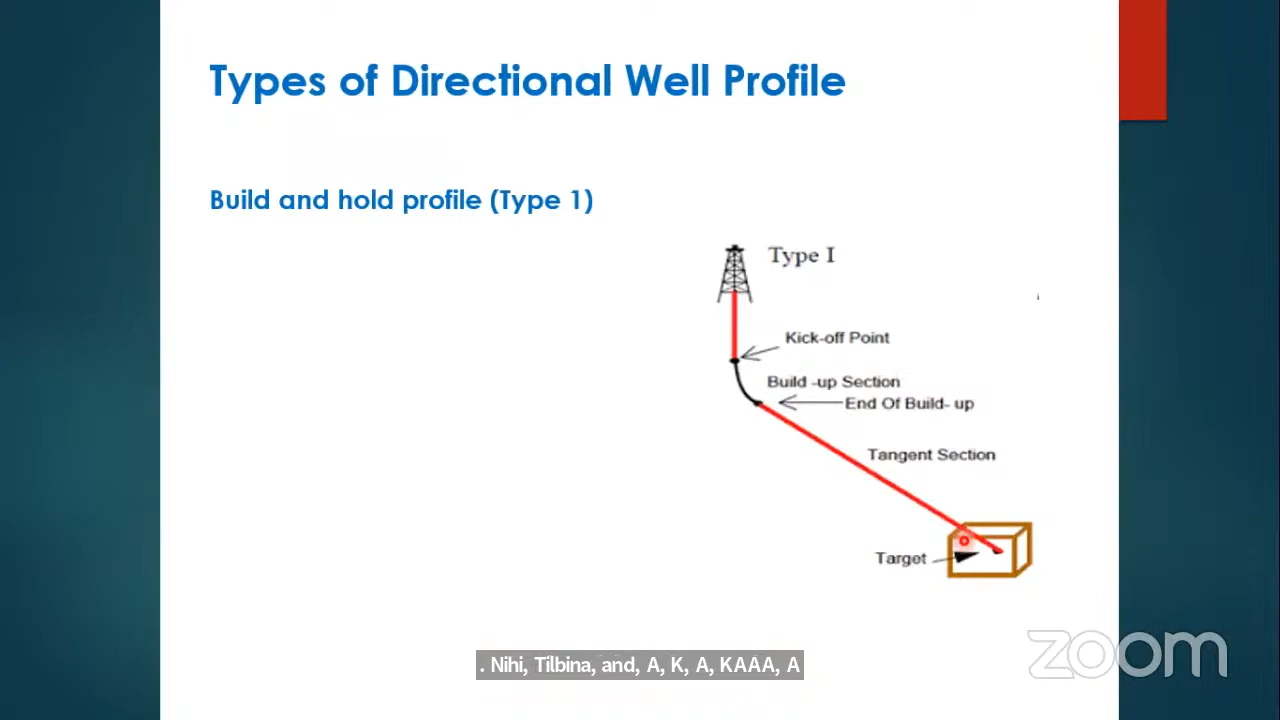 Types of Directional Well Profile
Build and hold profile (Type 1)
Type I
Kick-off Point
Build -up Section
End Of Build- up
Tangent Section
Target
zoom
. Nihi, Tilbina, and, A, K, A, KAÁA, A